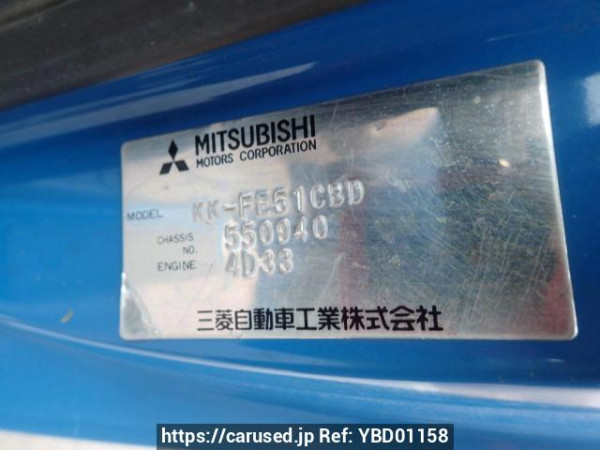 MITSUBISHI
MOTORS CORPORATION
MODEL KK-FE51CBD
CHASSIS NO. 550940
ENGINE 4D33
三菱自動車工業株式会社
https://carused.jp Ref: YBD01158